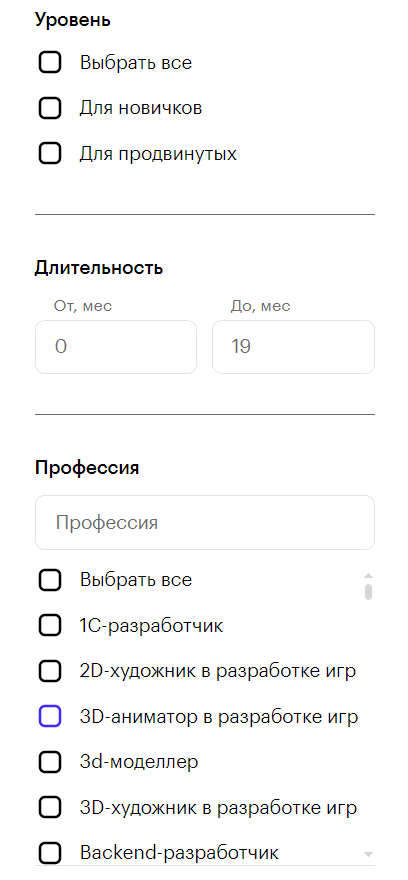 Уровень
Выбрать все
Для новичков
Для продвинутых
Длительность
От, мес
До, мес
0
19
Профессия
Профессия
Выбрать все
1С-разработчик
2D-художник в разработке игр
3D-аниматор в разработке игр
3d-моделлер
3D-художник в разработке игр
Backend-разработчик